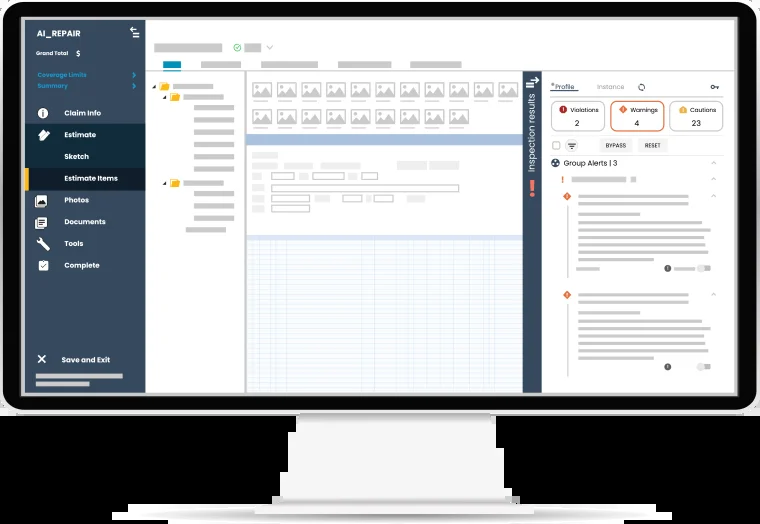 AI_REPAIR
Grand Total $
Coverage Limits
Summary
Claim Info
Estimate
Sketch
Estimate Items
Photos
Documents
Tools
Complete
Save and Exit
Inspection results
Profile
Instance
Violations
2
Warnings
4
Cautions
23
BYPASS
RESET
Group Alerts | 3